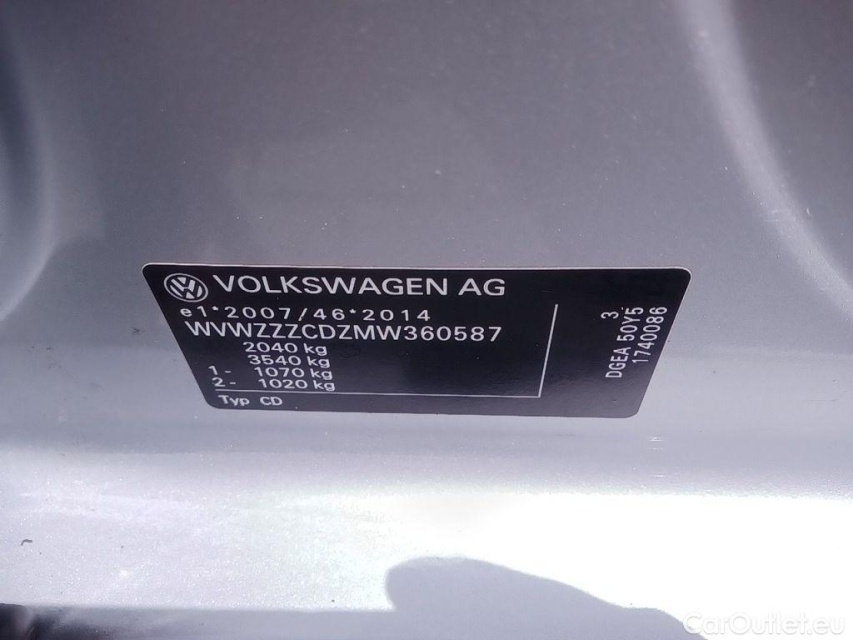 VOLKSWAGEN AG
e1*2007/46*2014
WVWZZZCDZMW360587
2040 kg
3540 kg
1- 1070 kg
2- 1020 kg
Typ CD
3
DGEA 50Y5
1740086
CarOutlet.eu